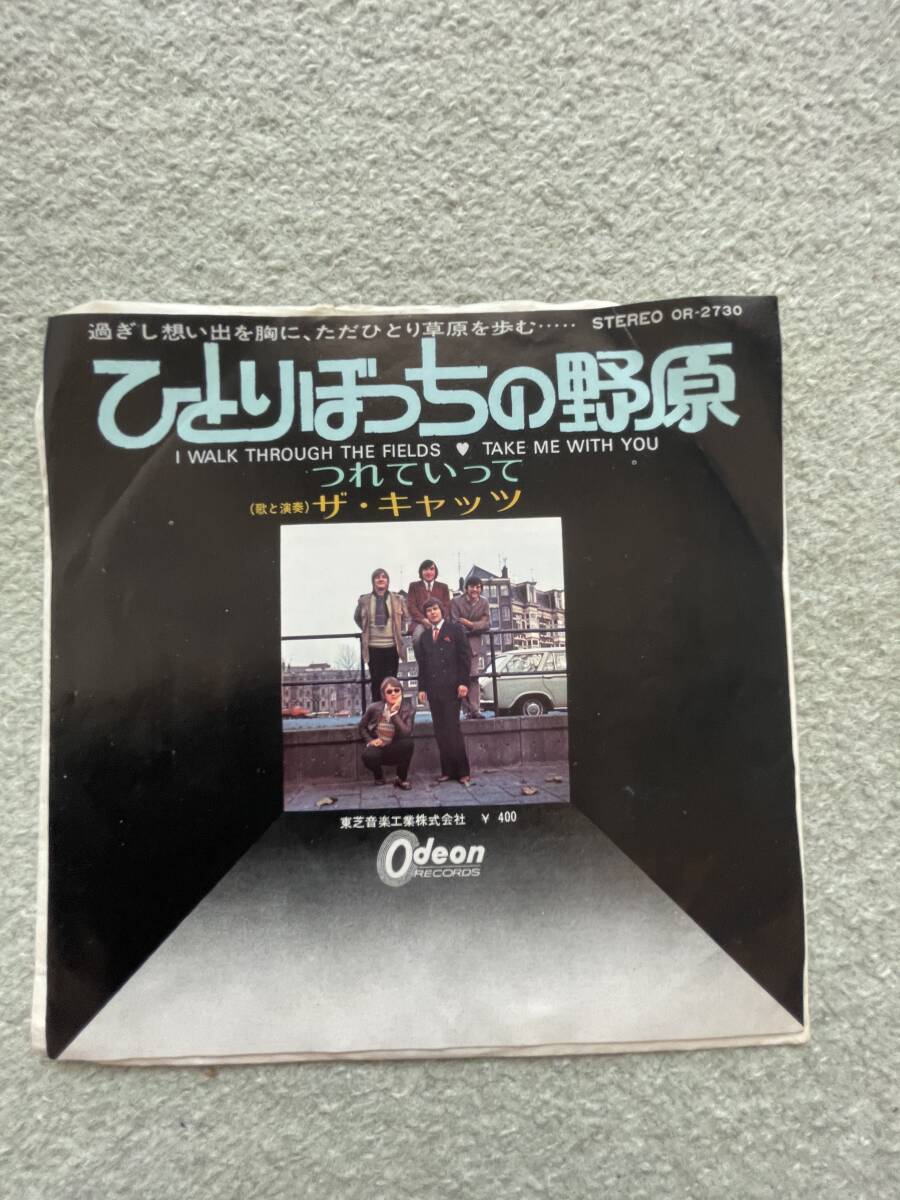 過ぎし想い出を胸に、ただひとり草原を歩む‥‥‥ STEREO OR-2730
ひとりぼっちの野原
I WALK THROUGH THE FIELDS ♥ TAKE ME WITH YOU
つれていって
(歌と演奏) ザ・キャッツ
東芝音楽工業株式会社 ¥ 400
Odeon
RECORDS